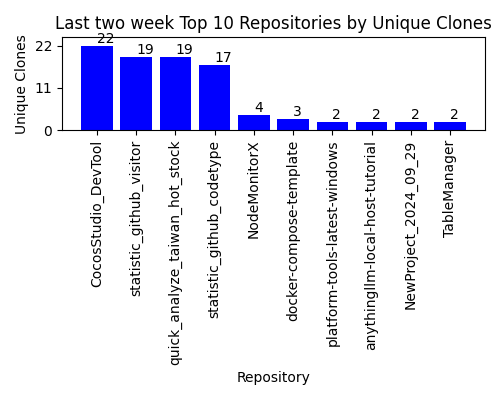 Last two week Top 10 Repositories by Unique Clones
Unique Clones
22
11
0
22
19
19
17
4
3
2
2
2
2
CocosStudio_DevTool
statistic_github_visitor
quick_analyze_taiwan_hot_stock
statistic_github_codetype
NodeMonitorX
docker-compose-template
platform-tools-latest-windows
anythingllm-local-host-tutorial
NewProject_2024_09_29
TableManager
Repository